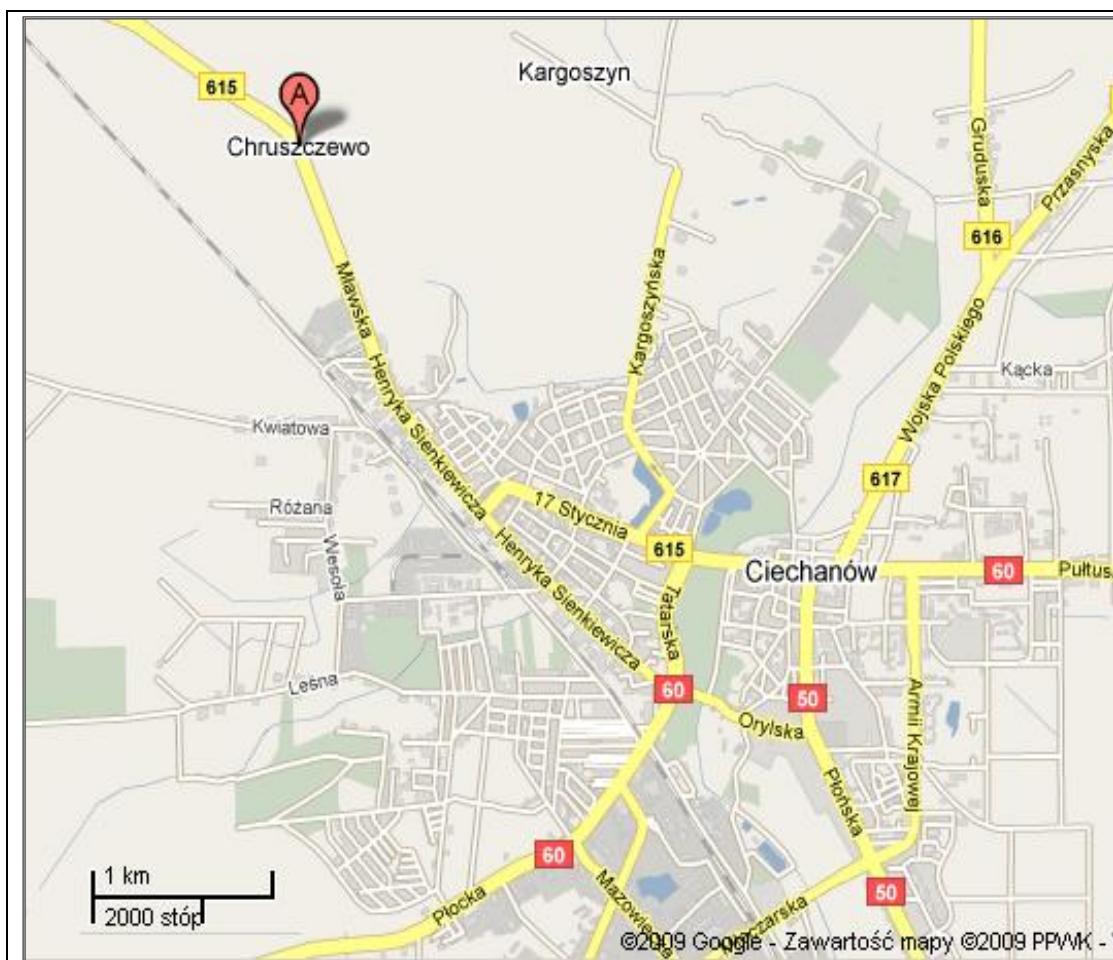 Kargoszyn
615
A
Chruszczewo
Gruduska
Przasnyska
616
Mławska
Kargoszyńska
Wojska Polskiego
Kącka
Henryka Sienkiewicza
Kwiatowa
617
Różana
17 Stycznia
Wesoła
Henryka Sienkiewicza
615
Ciechanów
60
Pułtus
Tatarska
Leśna
60
50
Orylska
Armii Krajowej
Płońska
60
50
1 km
2000 stóp
Płocka
©2009 Google - Zawartość mapy ©2009 PPWK -